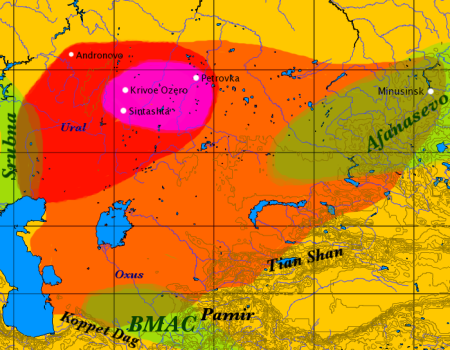 Andronovo
Petrovka
Krivoe Ozero
Minusinsk
Sintashta
Ural
Afanasevo
Srubna
Tian Shan
Oxus
Koppet Dag
BMAC
Pamir